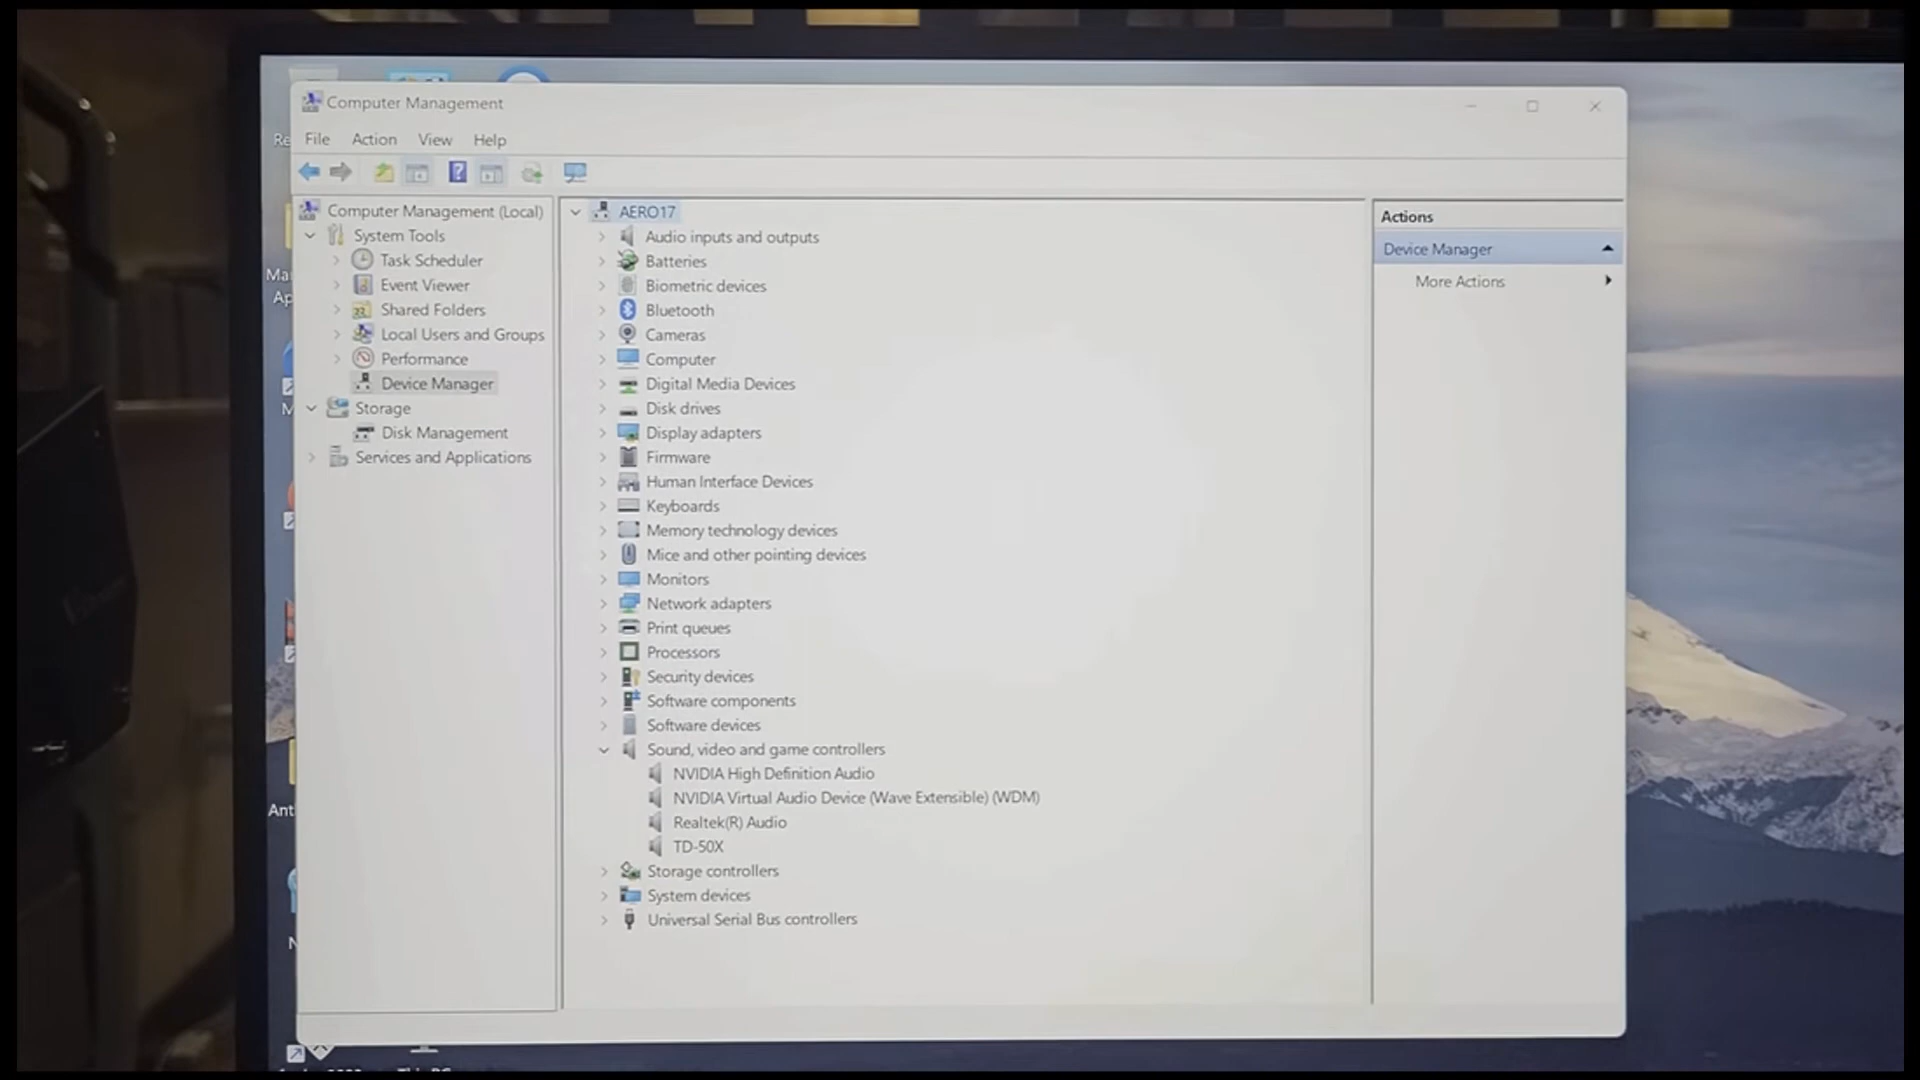 Computer Management
File Action View Help
Computer Management (Local)
System Tools
Task Scheduler
Event Viewer
Shared Folders
Local Users and Groups
Performance
Device Manager
Storage
Disk Management
Services and Applications
AERO17
Audio inputs and outputs
Batteries
Biometric devices
Bluetooth
Cameras
Computer
Digital Media Devices
Disk drives
Display adapters
Firmware
Human Interface Devices
Keyboards
Memory technology devices
Mice and other pointing devices
Monitors
Network adapters
Print queues
Processors
Security devices
Software components
Software devices
Sound, video and game controllers
NVIDIA High Definition Audio
NVIDIA Virtual Audio Device (Wave Extensible) (WDM)
Realtek(R) Audio
TD-50X
Storage controllers
System devices
Universal Serial Bus controllers
Actions
Device Manager
More Actions
Re
Ma
Ap
M
Ant
N